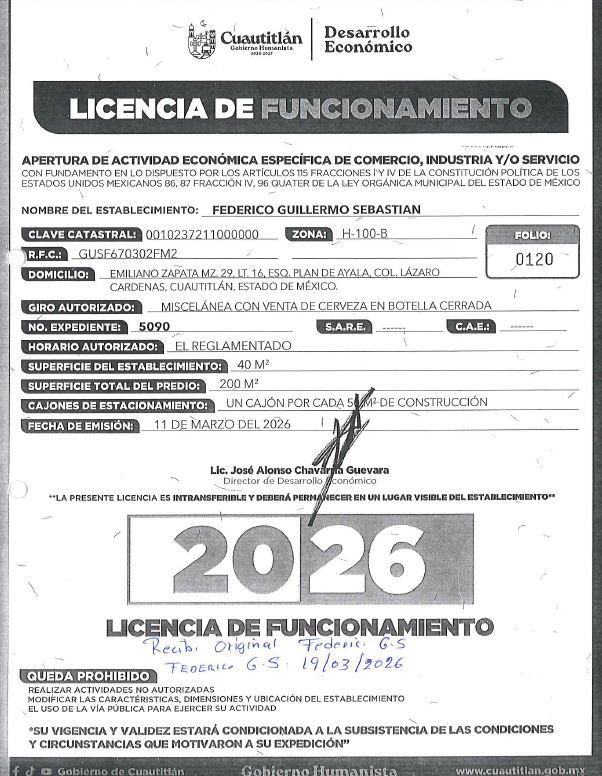 Cuautitlán
Gobierno Humanista
2025-2027
Desarrollo
Económico
LICENCIA DE FUNCIONAMIENTO
APERTURA DE ACTIVIDAD ECONÓMICA ESPECÍFICA DE COMERCIO, INDUSTRIA Y/O SERVICIO
CON FUNDAMENTO EN LO DISPUESTO POR LOS ARTÍCULOS 115 FRACCIONES I Y IV DE LA CONSTITUCIÓN POLÍTICA DE LOS
ESTADOS UNIDOS MEXICANOS 86, 87 FRACCIÓN IV, 96 QUATER DE LA LEY ORGÁNICA MUNICIPAL DEL ESTADO DE MÉXICO
NOMBRE DEL ESTABLECIMIENTO: FEDERICO GUILLERMO SEBASTIAN
CLAVE CATASTRAL: 0010237211000000 ZONA: H-100-B
FOLIO:
0120
R.F.C.: GUSF670302FM2
DOMICILIO: EMILIANO ZAPATA MZ. 29, LT. 16, ESQ. PLAN DE AYALA, COL. LÁZARO
CARDENAS, CUAUTITLÁN, ESTADO DE MÉXICO.
GIRO AUTORIZADO: MISCELÁNEA CON VENTA DE CERVEZA EN BOTELLA CERRADA
NO. EXPEDIENTE: 5090 S.A.R.E. ------ C.A.E.: ------
HORARIO AUTORIZADO: EL REGLAMENTADO
SUPERFICIE DEL ESTABLECIMIENTO: 40 M²
SUPERFICIE TOTAL DEL PREDIO: 200 M²
CAJONES DE ESTACIONAMIENTO: UN CAJÓN POR CADA M² DE CONSTRUCCIÓN
FECHA DE EMISIÓN: 11 DE MARZO DEL 2026
Lic. José Alonso Chavarría Guevara
Director de Desarrollo Económico
**LA PRESENTE LICENCIA ES INTRANSFERIBLE Y DEBERÁ PERMANECER EN UN LUGAR VISIBLE DEL ESTABLECIMIENTO**
2026
LICENCIA DE FUNCIONAMIENTO
Recibi Original Federic. G.S
FEDERICO G.S. 19/03/2026
QUEDA PROHIBIDO
REALIZAR ACTIVIDADES NO AUTORIZADAS
MODIFICAR LAS CARACTERÍSTICAS, DIMENSIONES Y UBICACIÓN DEL ESTABLECIMIENTO
EL USO DE LA VÍA PÚBLICA PARA EJERCER SU ACTIVIDAD
"SU VIGENCIA Y VALIDEZ ESTARÁ CONDICIONADA A LA SUBSISTENCIA DE LAS CONDICIONES
Y CIRCUNSTANCIAS QUE MOTIVARON A SU EXPEDICIÓN"
Gobierno de Cuautitlán Gobierno Humanista www.cuautitlan.gob.mx